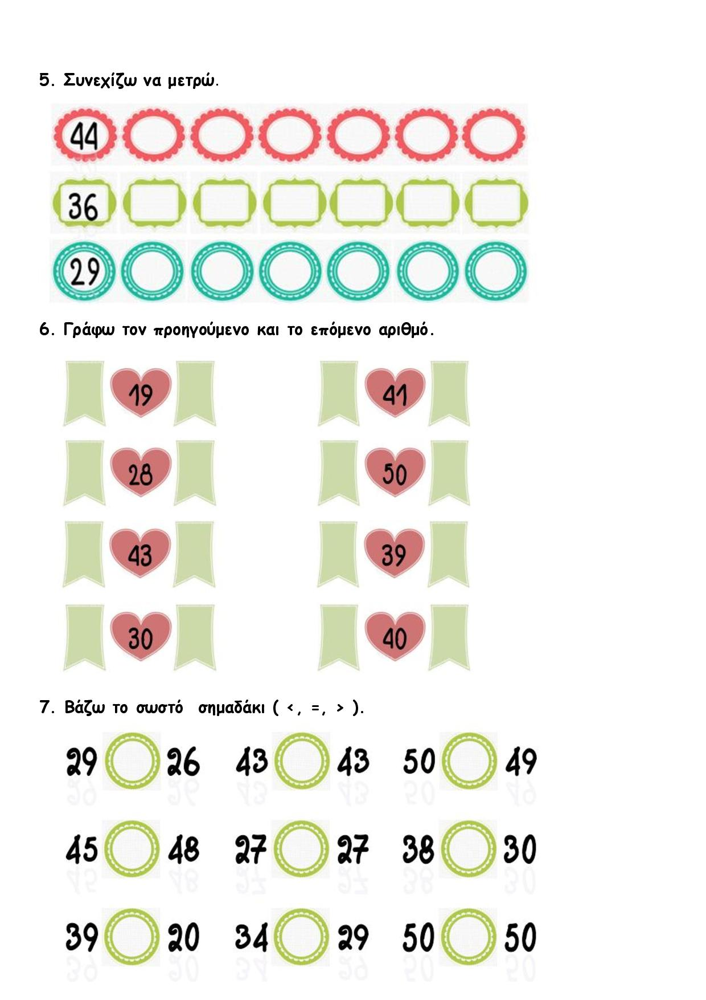 5. Συνεχίζω να μετρώ.
44
36
29
6. Γράφω τον προηγούμενο και το επόμενο αριθμό.
19 41
28 50
43 39
30 40
7. Βάζω το σωστό σημαδάκι ( <, =, > ).
29 26 43 43 50 49
45 48 27 27 38 30
39 20 34 29 50 50